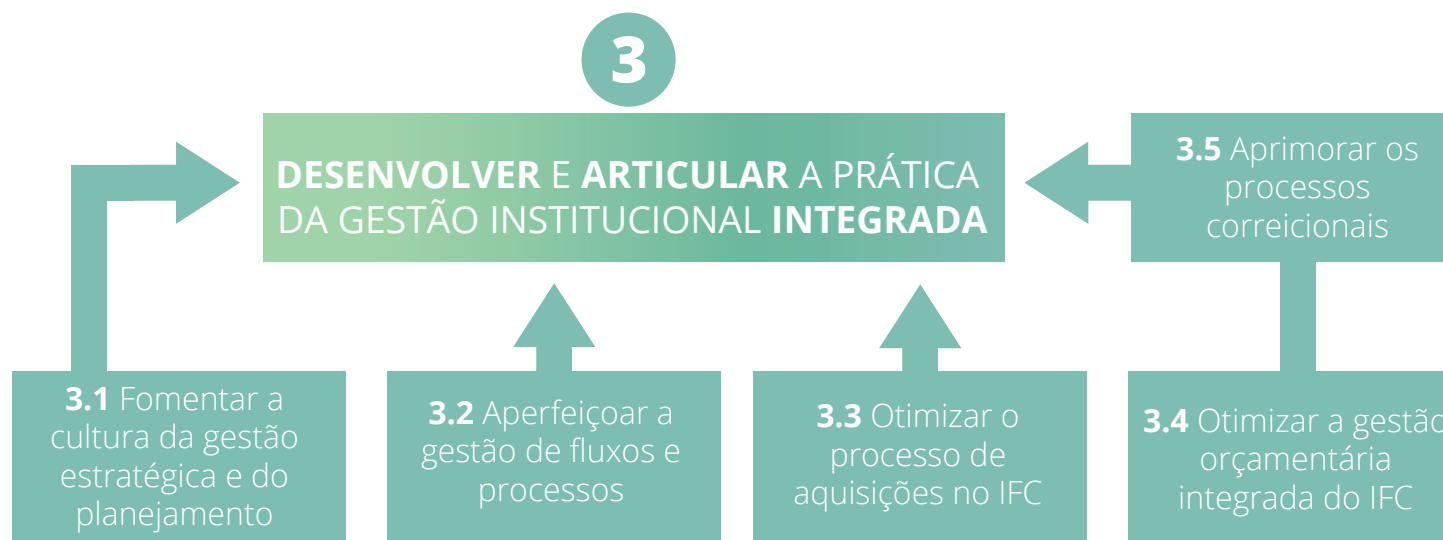 3
DESENVOLVER E ARTICULAR A PRÁTICA
DA GESTÃO INSTITUCIONAL INTEGRADA
3.5 Aprimorar os
processos
correicionais
3.1 Fomentar a
cultura da gestão
estratégica e do
planejamento
3.2 Aperfeiçoar a
gestão de fluxos e
processos
3.3 Otimizar o
processo de
aquisições no IFC
3.4 Otimizar a gestão
orçamentária
integrada do IFC